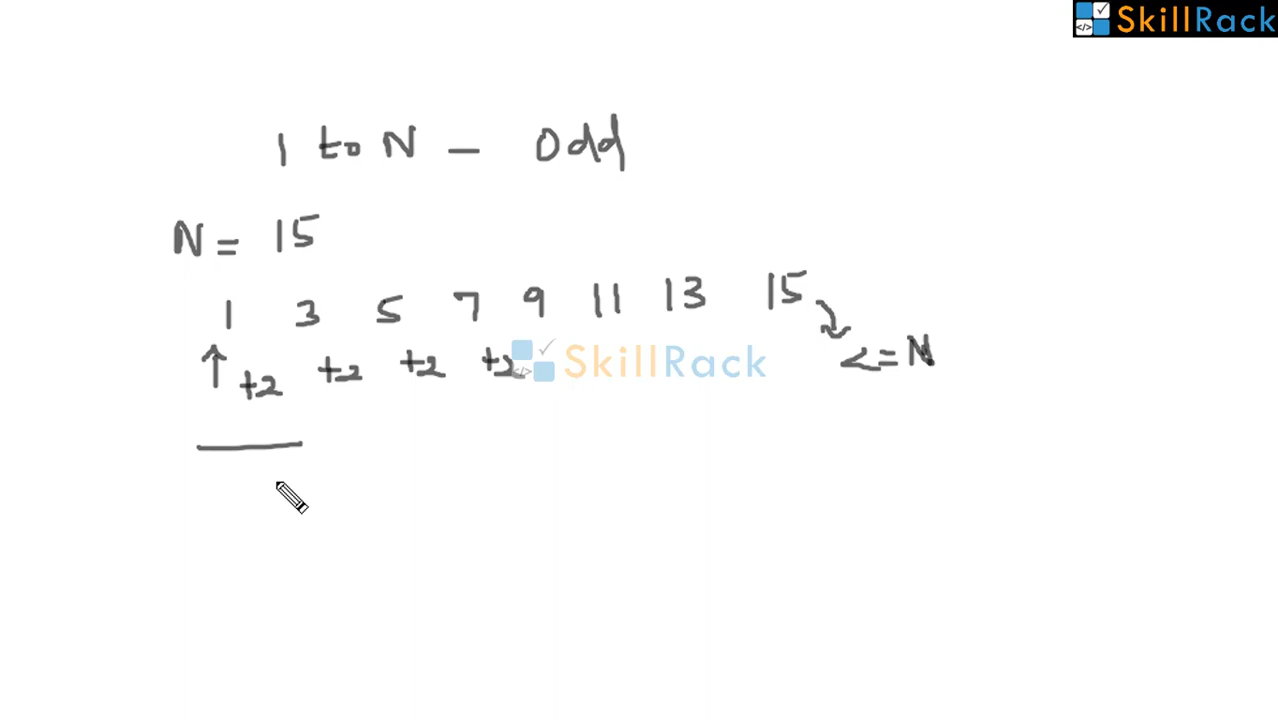 SkillRack
1 to N - Odd
N = 15
1 3 5 7 9 11 13 15
+2 +2 +2 +2 <=N
SkillRack